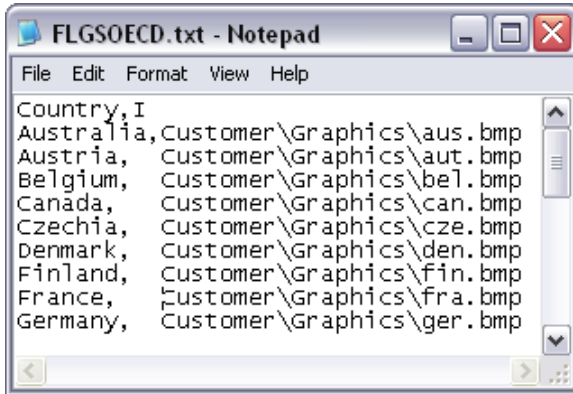 FLGSOECD.txt - Notepad
File Edit Format View Help
Country,I
Australia,Customer\Graphics\aus.bmp
Austria,  Customer\Graphics\aut.bmp
Belgium,  Customer\Graphics\bel.bmp
Canada,   Customer\Graphics\can.bmp
Czechia,  Customer\Graphics\cze.bmp
Denmark,  Customer\Graphics\den.bmp
Finland,  Customer\Graphics\fin.bmp
France,   Customer\Graphics\fra.bmp
Germany,  Customer\Graphics\ger.bmp